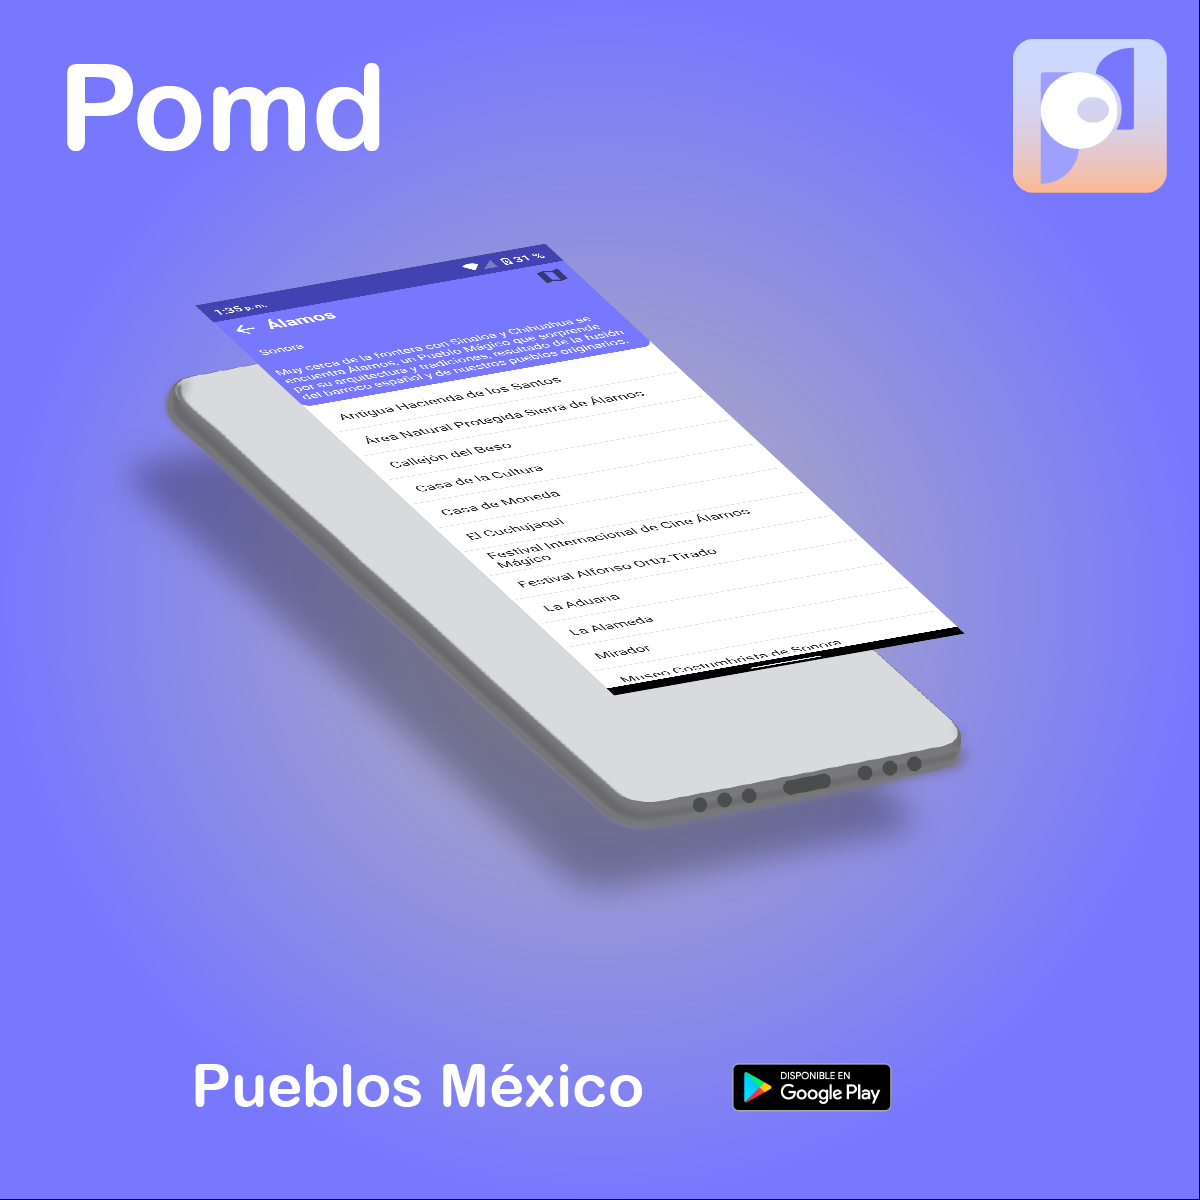 Pomd
1:35 p. m.
31 %
Álamos
Sonora
Muy cerca de la frontera con Sinaloa y Chihuahua se
encuentra Álamos, un Pueblo Mágico que sorprende
por su arquitectura y tradiciones, resultado de la fusión
del barroco español y de nuestros pueblos originarios.
Antigua Hacienda de los Santos
Área Natural Protegida Sierra de Álamos
Callejón del Beso
Casa de la Cultura
Casa de Moneda
El Cuchujaqui
Festival Internacional de Cine Álamos
Mágico
Festival Alfonso Ortiz Tirado
La Aduana
La Alameda
Mirador
Museo Costumbrista de Sonora
Pueblos México
DISPONIBLE EN
Google Play